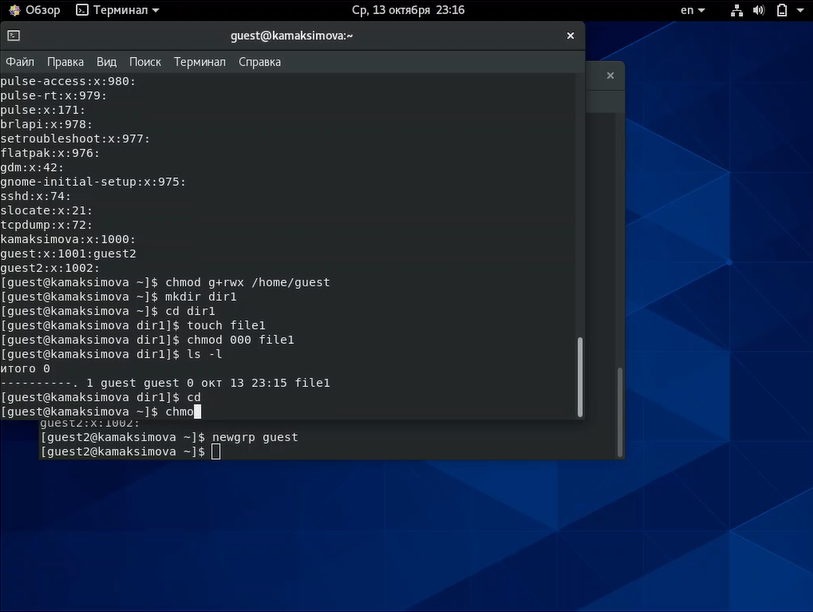 Обзор Терминал Ср, 13 октября 23:16 en
guest@kamaksimova:~
Файл Правка Вид Поиск Терминал Справка
pulse-access:x:980:
pulse-rt:x:979:
pulse:x:171:
brlapi:x:978:
setroubleshoot:x:977:
flatpak:x:976:
gdm:x:42:
gnome-initial-setup:x:975:
sshd:x:74:
slocate:x:21:
tcpdump:x:72:
kamaksimova:x:1000:
guest:x:1001:guest2
guest2:x:1002:
[guest@kamaksimova ~]$ chmod g+rwx /home/guest
[guest@kamaksimova ~]$ mkdir dir1
[guest@kamaksimova ~]$ cd dir1
[guest@kamaksimova dir1]$ touch file1
[guest@kamaksimova dir1]$ chmod 000 file1
[guest@kamaksimova dir1]$ ls -l
итого 0
----------. 1 guest guest 0 окт 13 23:15 file1
[guest@kamaksimova dir1]$ cd
[guest@kamaksimova ~]$ chmo
guest2:x:1002:
[guest2@kamaksimova ~]$ newgrp guest
[guest2@kamaksimova ~]$